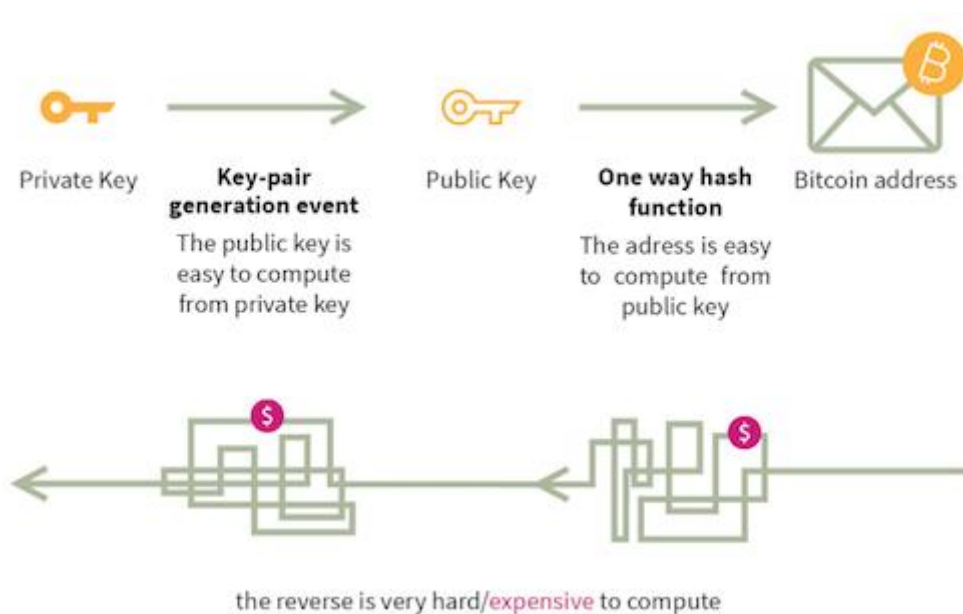 Private Key
Key-pair
generation event
The public key is
easy to compute
from private key
Public Key
One way hash
function
The adress is easy
to compute from
public key
Bitcoin address
$
$
the reverse is very hard/expensive to compute